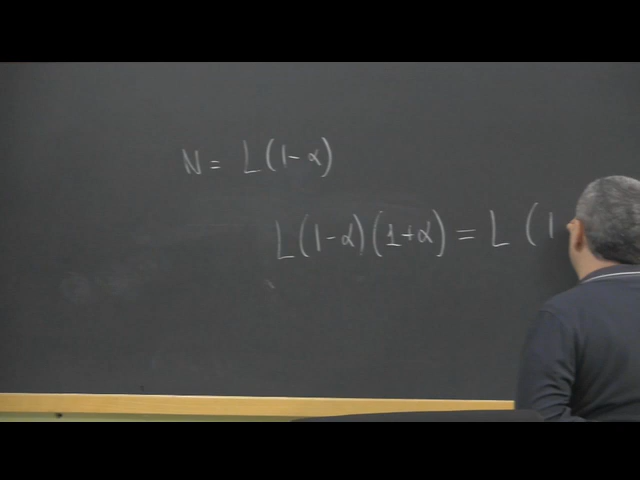 N = L(1-α)
L(1-α)(1+α) = L (1